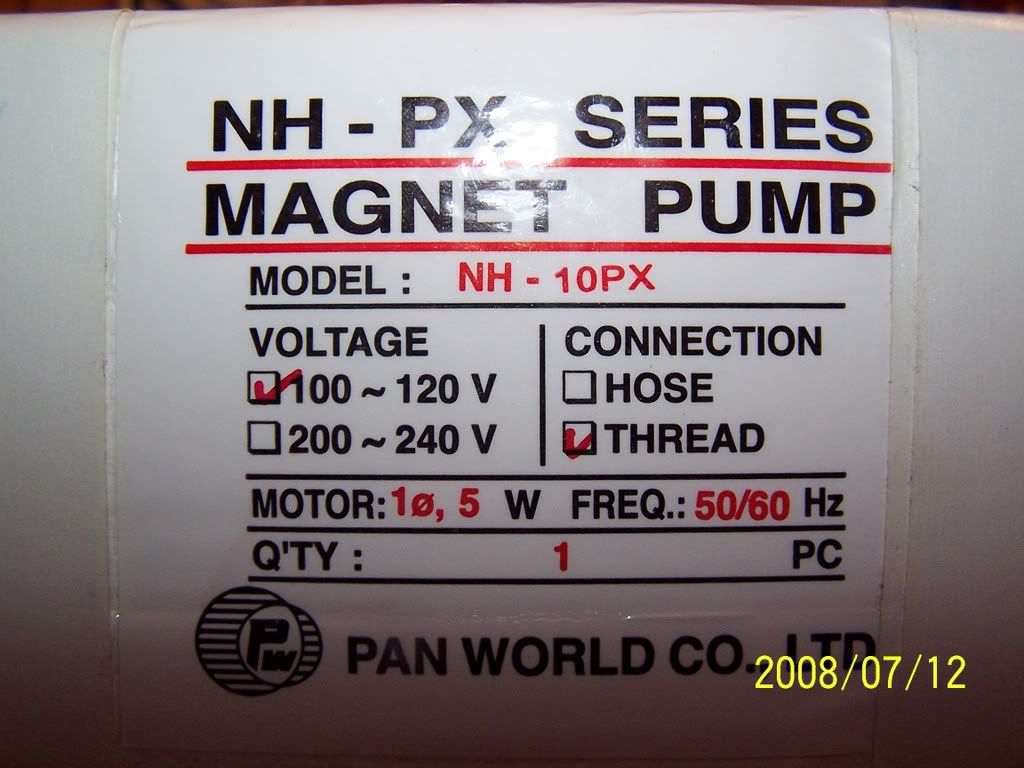 NH - PX SERIES
MAGNET PUMP
MODEL : NH - 10PX
VOLTAGE CONNECTION
100 ~ 120 V HOSE
200 ~ 240 V THREAD
MOTOR: 1ø, 5 W FREQ.: 50/60 Hz
Q'TY : 1 PC
PW PAN WORLD CO., LTD
2008/07/12